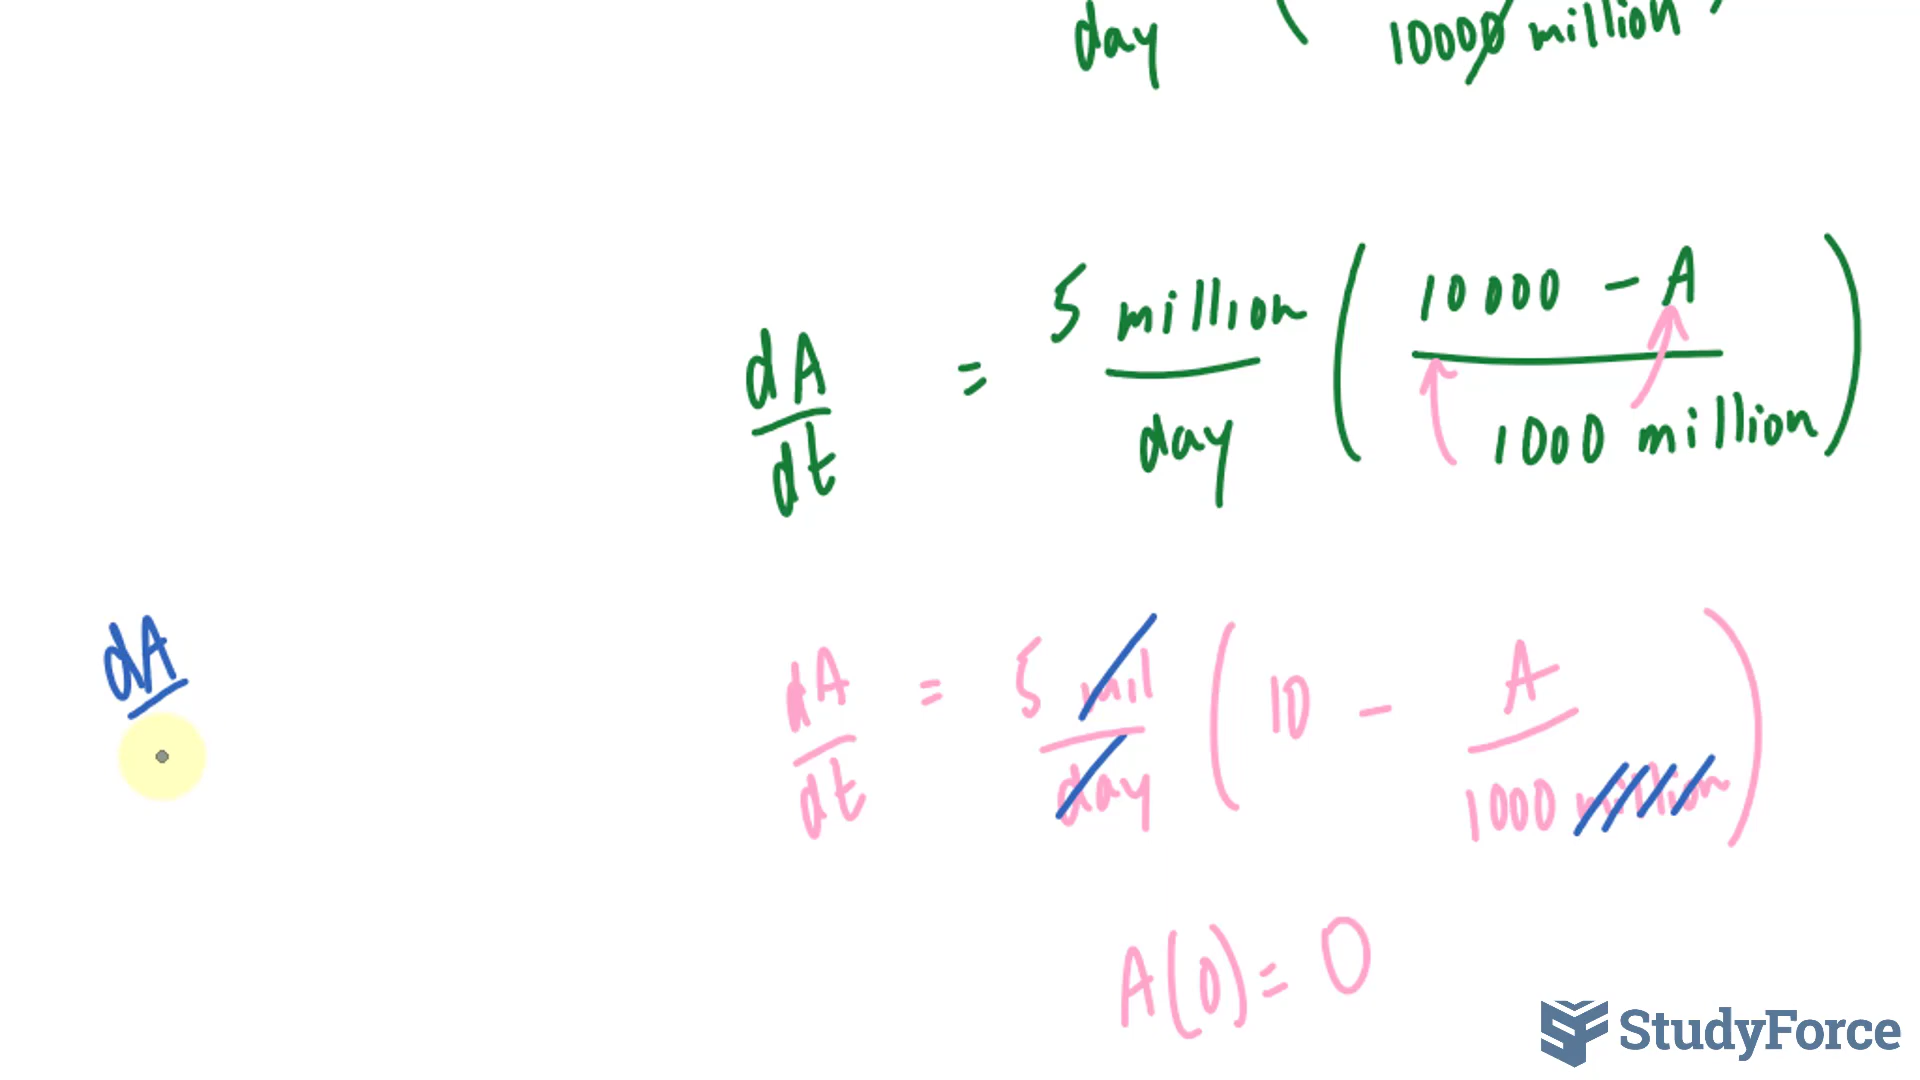 day ( 10000 million
dA/dt = 5 million/day ( 10000 - A / 1000 million )
dA
dA/dt = 5 mil/day ( 10 - A / 1000 million )
A(0) = 0
StudyForce